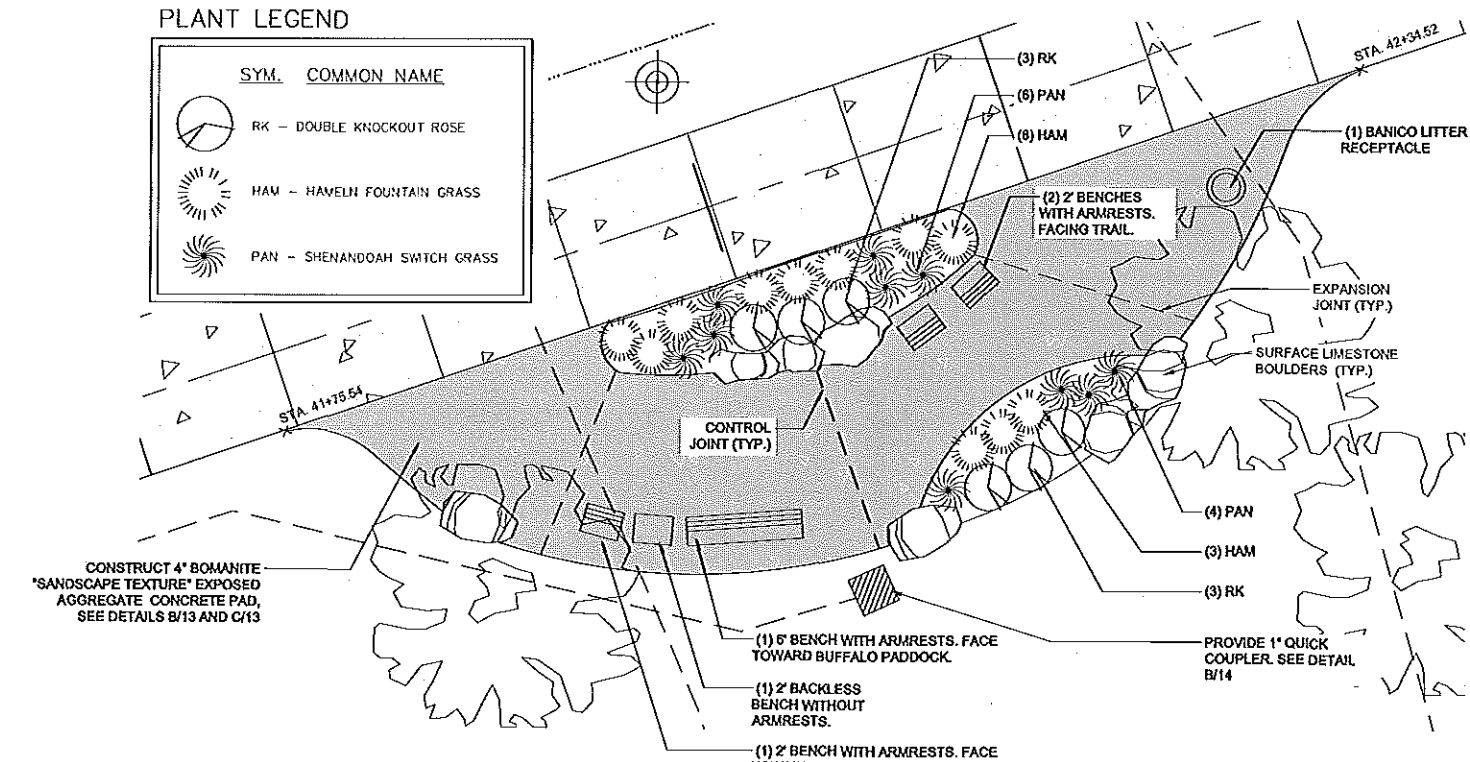 PLANT LEGEND
SYM. COMMON NAME
RK - DOUBLE KNOCKOUT ROSE
HAM - HAMELN FOUNTAIN GRASS
PAN - SHENANDOAH SWITCH GRASS
STA. 42+34.52
(3) RK
(6) PAN
(8) HAM
(1) BANICO LITTER
RECEPTACLE
(2) 2' BENCHES
WITH ARMRESTS.
FACING TRAIL.
EXPANSION
JOINT (TYP.)
SURFACE LIMESTONE
BOULDERS (TYP.)
STA. 41+75.54
CONTROL
JOINT (TYP.)
(4) PAN
(3) HAM
(3) RK
CONSTRUCT 4" BOMANITE
"SANDSCAPE TEXTURE" EXPOSED
AGGREGATE CONCRETE PAD,
SEE DETAILS B/13 AND C/13
(1) 6' BENCH WITH ARMRESTS. FACE
TOWARD BUFFALO PADDOCK.
PROVIDE 1" QUICK
COUPLER. SEE DETAIL
B/14
(1) 2' BACKLESS
BENCH WITHOUT
ARMRESTS.
(1) 2' BENCH WITH ARMRESTS. FACE